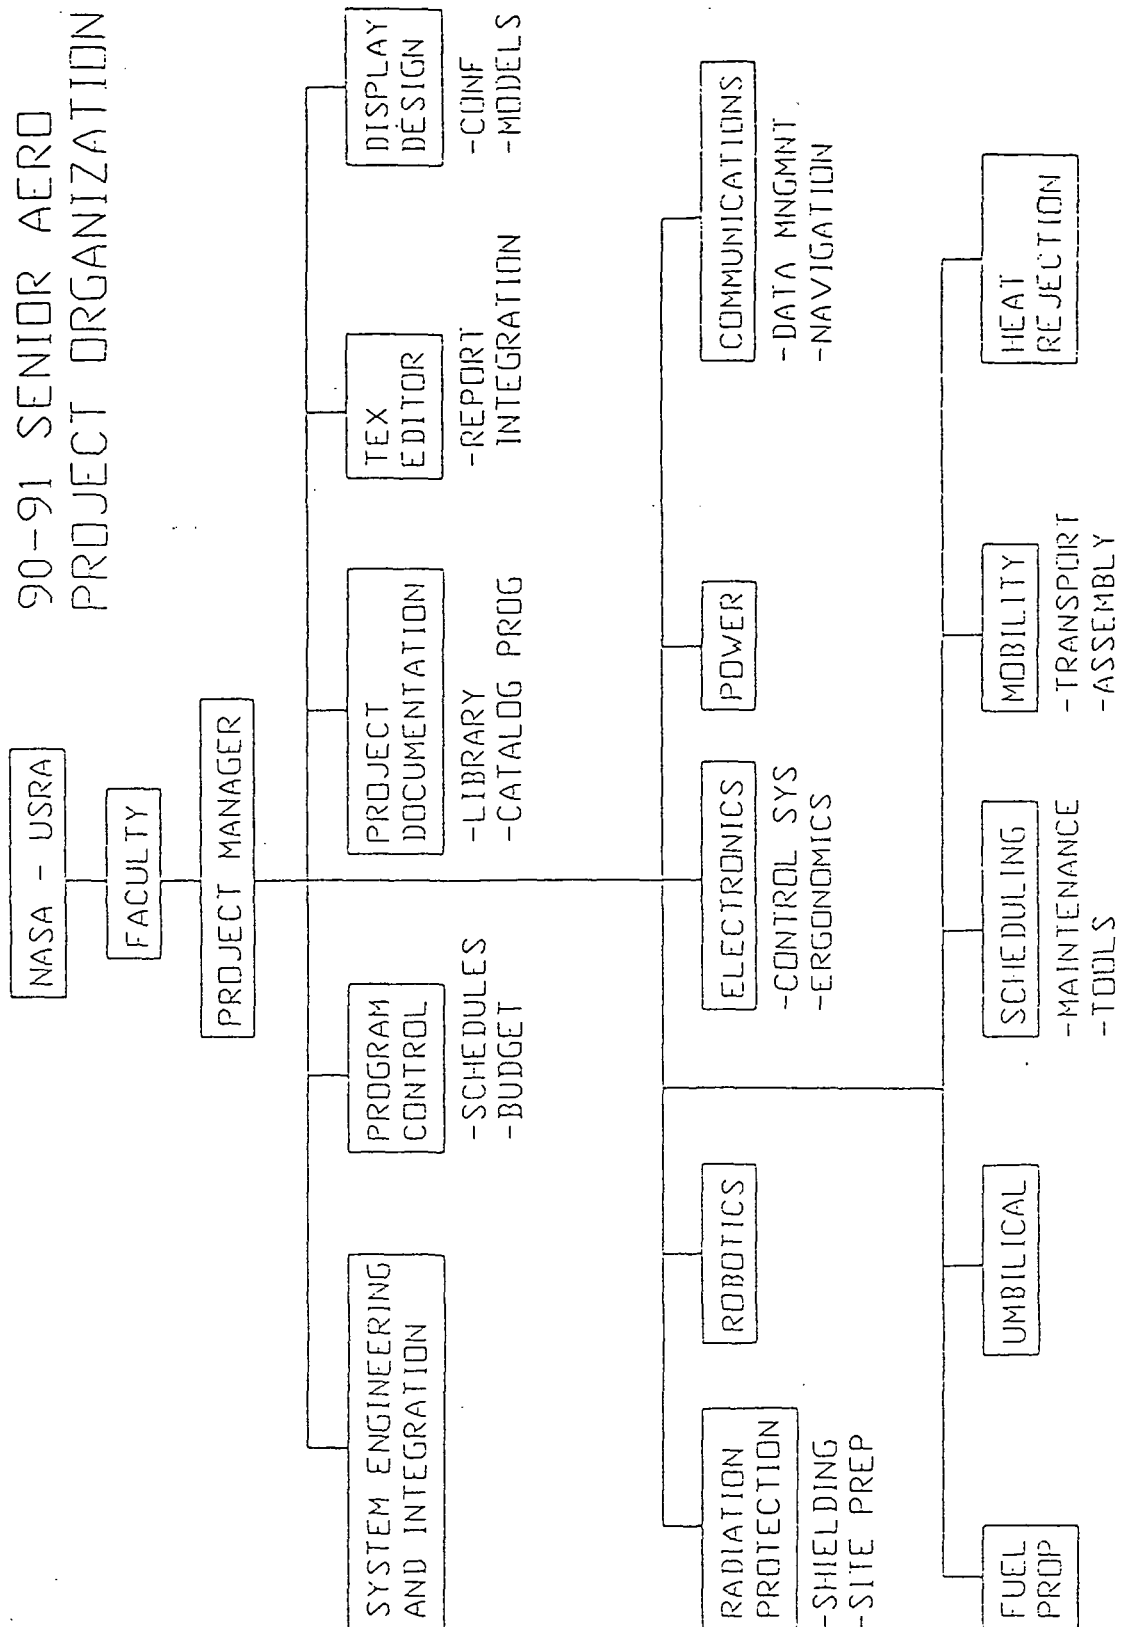 90-91 SENIOR AERO
PROJECT ORGANIZATION
NASA - USRA
FACULTY
PROJECT MANAGER
SYSTEM ENGINEERING
AND INTEGRATION
PROGRAM
CONTROL
-SCHEDULES
-BUDGET
PROJECT
DOCUMENTATION
-LIBRARY
-CATALOG PROG
TEX
EDITOR
-REPORT
INTEGRATION
DISPLAY
DESIGN
-CONF
-MODELS
RADIATION
PROTECTION
-SHIELDING
-SITE PREP
ROBOTICS
ELECTRONICS
-CONTROL SYS
-ERGONOMICS
POWER
COMMUNICATIONS
-DATA MNGMNT
-NAVIGATION
FUEL
PROP
UMBILICAL
SCHEDULING
-MAINTENANCE
-TOOLS
MOBILITY
-TRANSPORT
-ASSEMBLY
HEAT
REJECTION